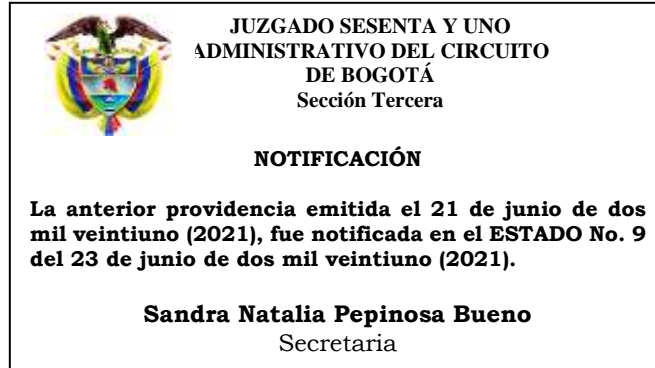 JUZGADO SESENTA Y UNO
ADMINISTRATIVO DEL CIRCUITO
DE BOGOTÁ
Sección Tercera
NOTIFICACIÓN
La anterior providencia emitida el 21 de junio de dos
mil veintiuno (2021), fue notificada en el ESTADO No. 9
del 23 de junio de dos mil veintiuno (2021).
Sandra Natalia Pepinosa Bueno
Secretaria